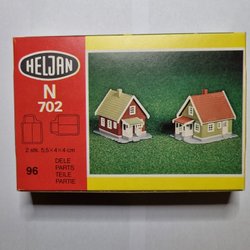 HELJAN
N
702
2 stk. 5,5×4×4 cm
96
DELE
PARTS
TEILE
PARTIE